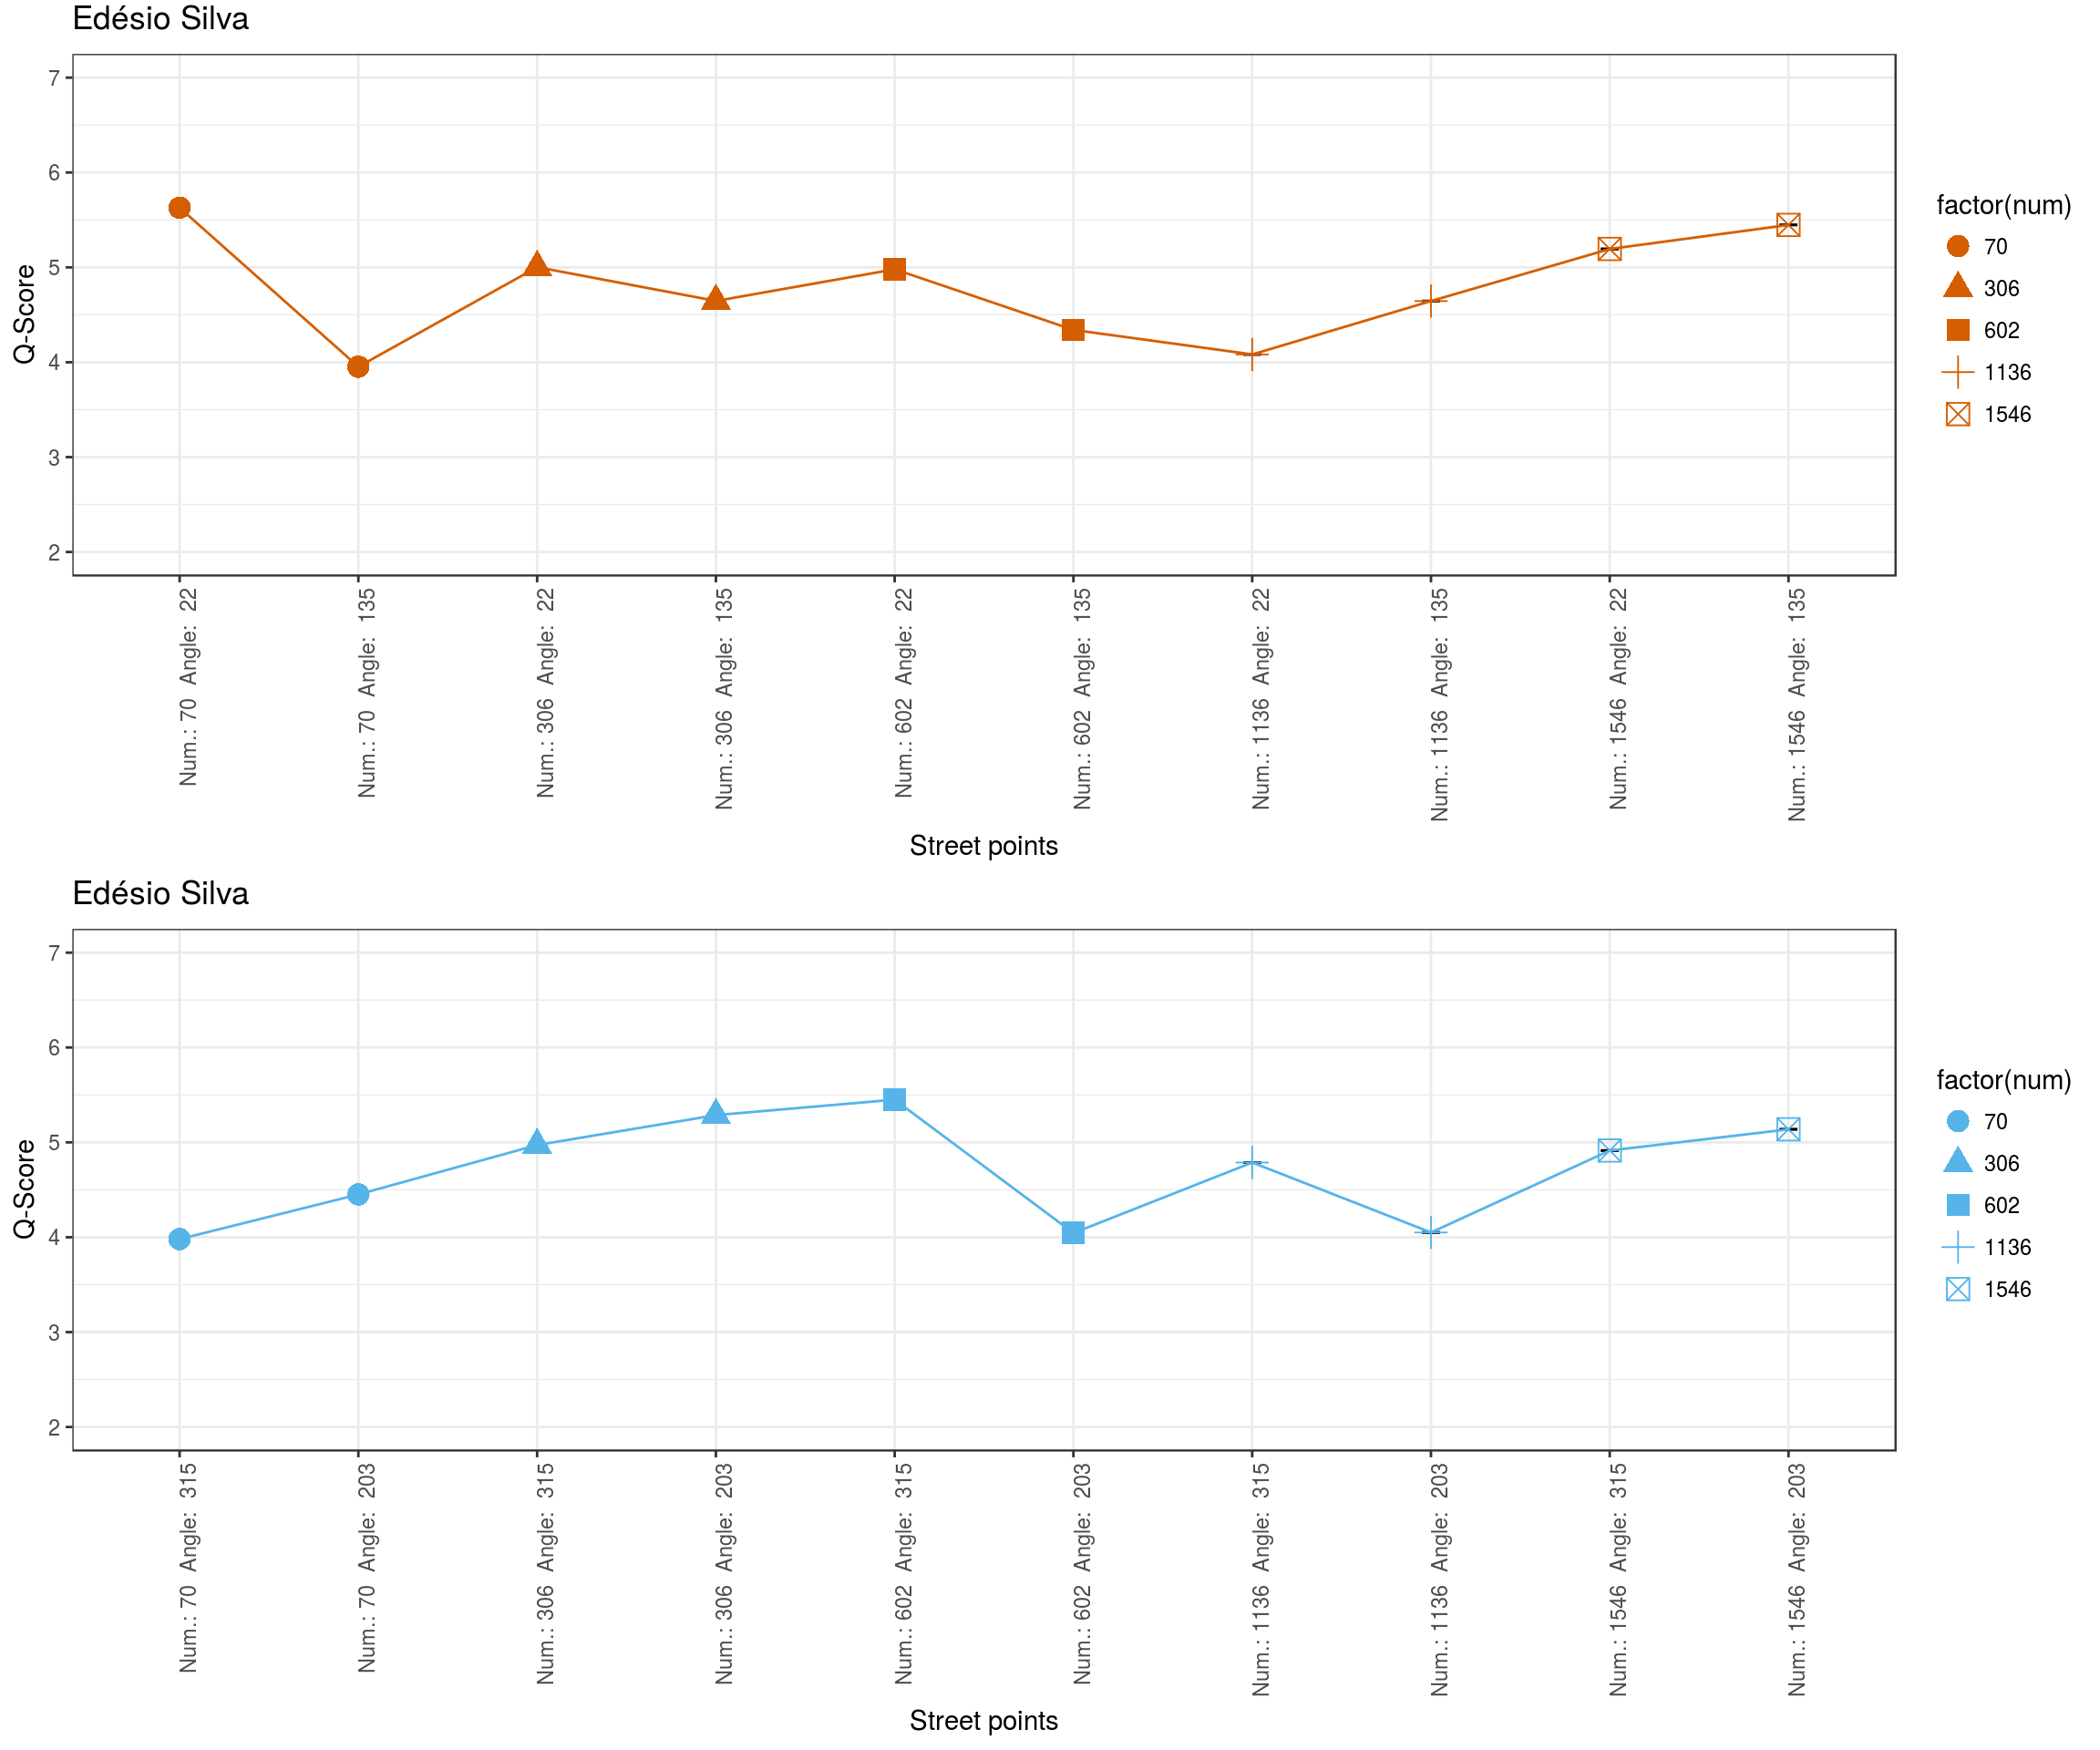 Edésio Silva
7
6
5
4
3
2
Q-Score
Num.: 70 Angle: 22
Num.: 70 Angle: 135
Num.: 306 Angle: 22
Num.: 306 Angle: 135
Num.: 602 Angle: 22
Num.: 602 Angle: 135
Num.: 1136 Angle: 22
Num.: 1136 Angle: 135
Num.: 1546 Angle: 22
Num.: 1546 Angle: 135
Street points
factor(num)
70
306
602
1136
1546
Edésio Silva
7
6
5
4
3
2
Q-Score
Num.: 70 Angle: 315
Num.: 70 Angle: 203
Num.: 306 Angle: 315
Num.: 306 Angle: 203
Num.: 602 Angle: 315
Num.: 602 Angle: 203
Num.: 1136 Angle: 315
Num.: 1136 Angle: 203
Num.: 1546 Angle: 315
Num.: 1546 Angle: 203
Street points
factor(num)
70
306
602
1136
1546